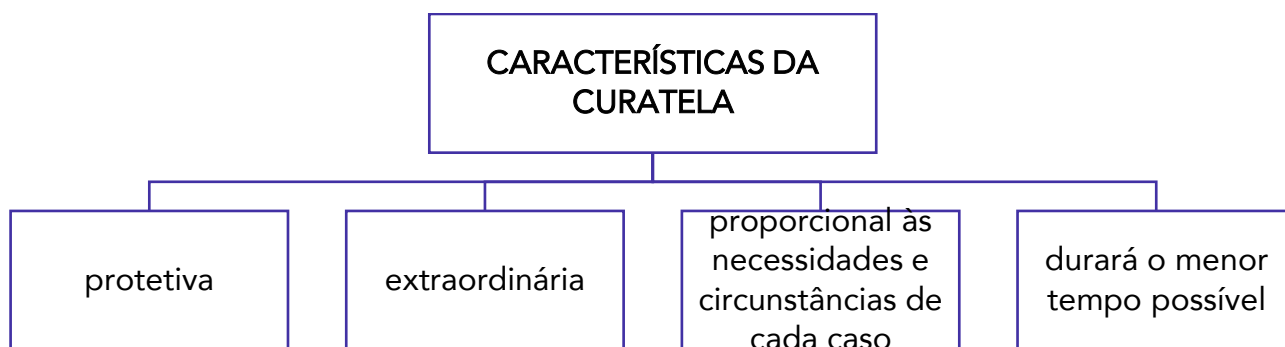 CARACTERÍSTICAS DA
CURATELA
protetiva
extraordinária
proporcional às
necessidades e
circunstâncias de
cada caso
durará o menor
tempo possível